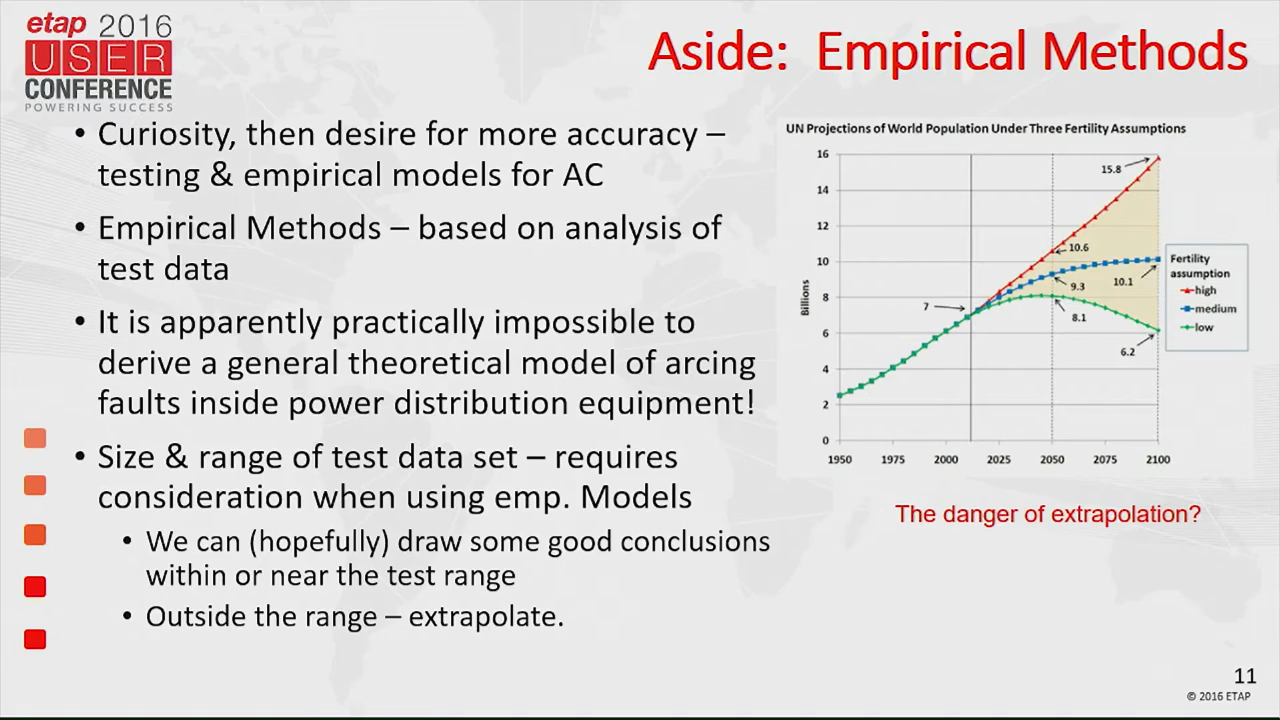 etap 2016
USER
CONFERENCE
POWERING SUCCESS
Aside: Empirical Methods
• Curiosity, then desire for more accuracy –
testing & empirical models for AC
• Empirical Methods – based on analysis of
test data
• It is apparently practically impossible to
derive a general theoretical model of arcing
faults inside power distribution equipment!
• Size & range of test data set – requires
consideration when using emp. Models
• We can (hopefully) draw some good conclusions
within or near the test range
• Outside the range – extrapolate.
UN Projections of World Population Under Three Fertility Assumptions
Billions
16
14
12
10
8
6
4
2
0
1950 1975 2000 2025 2050 2075 2100
15.8
10.6
9.3
10.1
7
8.1
6.2
Fertility
assumption
high
medium
low
The danger of extrapolation?
11
© 2016 ETAP